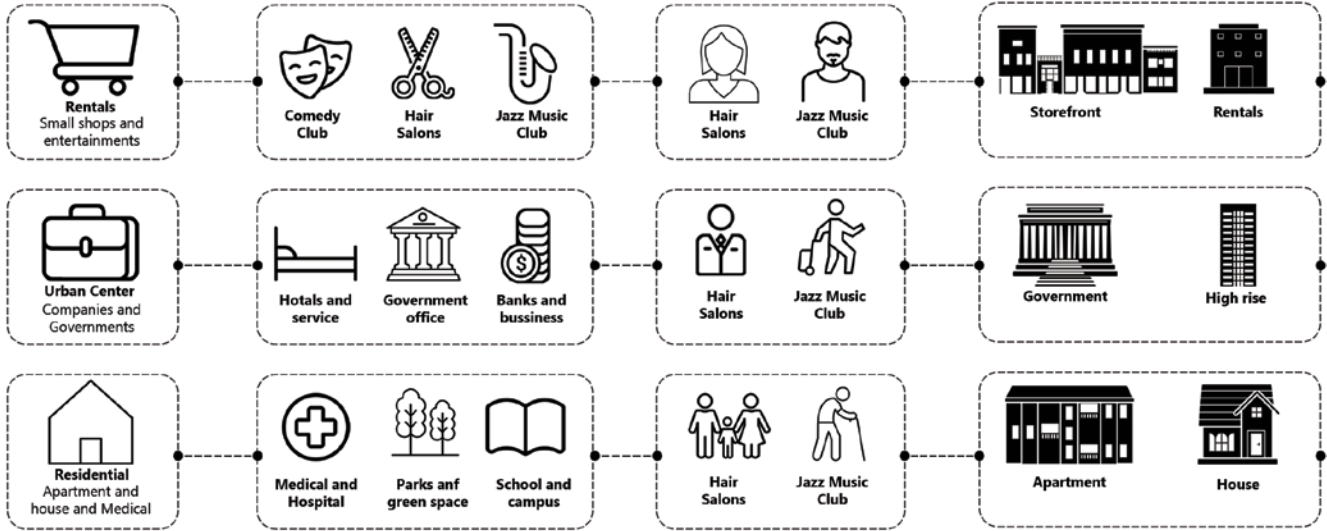 Rentals
Small shops and
entertainments
Comedy
Club
Hair
Salons
Jazz Music
Club
Hair
Salons
Jazz Music
Club
Storefront
Rentals
Urban Center
Companies and
Governments
Hotals and
service
Government
office
Banks and
bussiness
Hair
Salons
Jazz Music
Club
Government
High rise
Residential
Apartment and
house and Medical
Medical and
Hospital
Parks anf
green space
School and
campus
Hair
Salons
Jazz Music
Club
Apartment
House